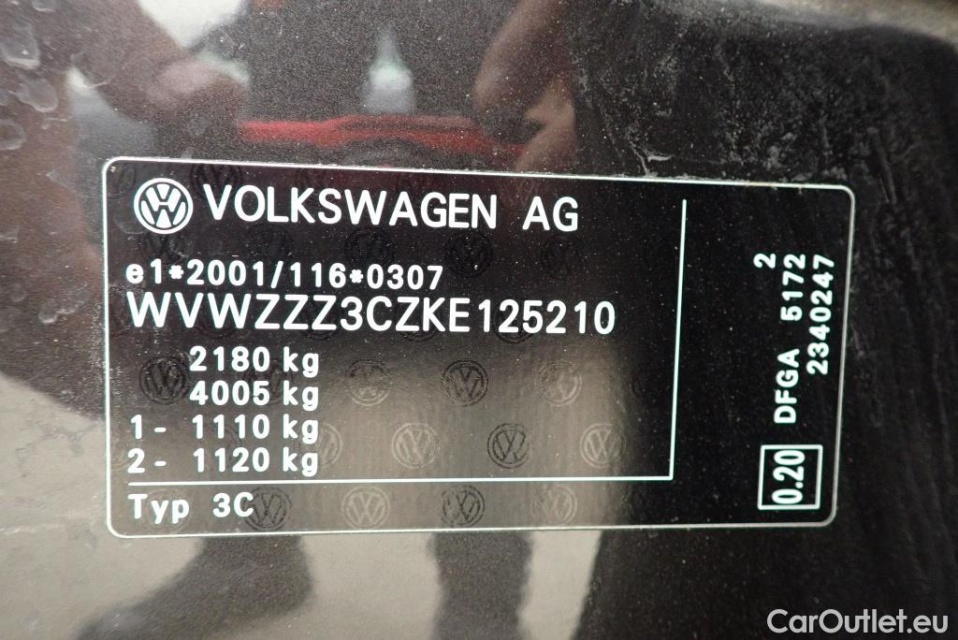 VOLKSWAGEN AG
e1*2001/116*0307
WVWZZZ3CZKE125210
2180 kg
4005 kg
1- 1110 kg
2- 1120 kg
Typ 3C
2
DFGA 5172
2340247
0.20
CarOutlet.eu